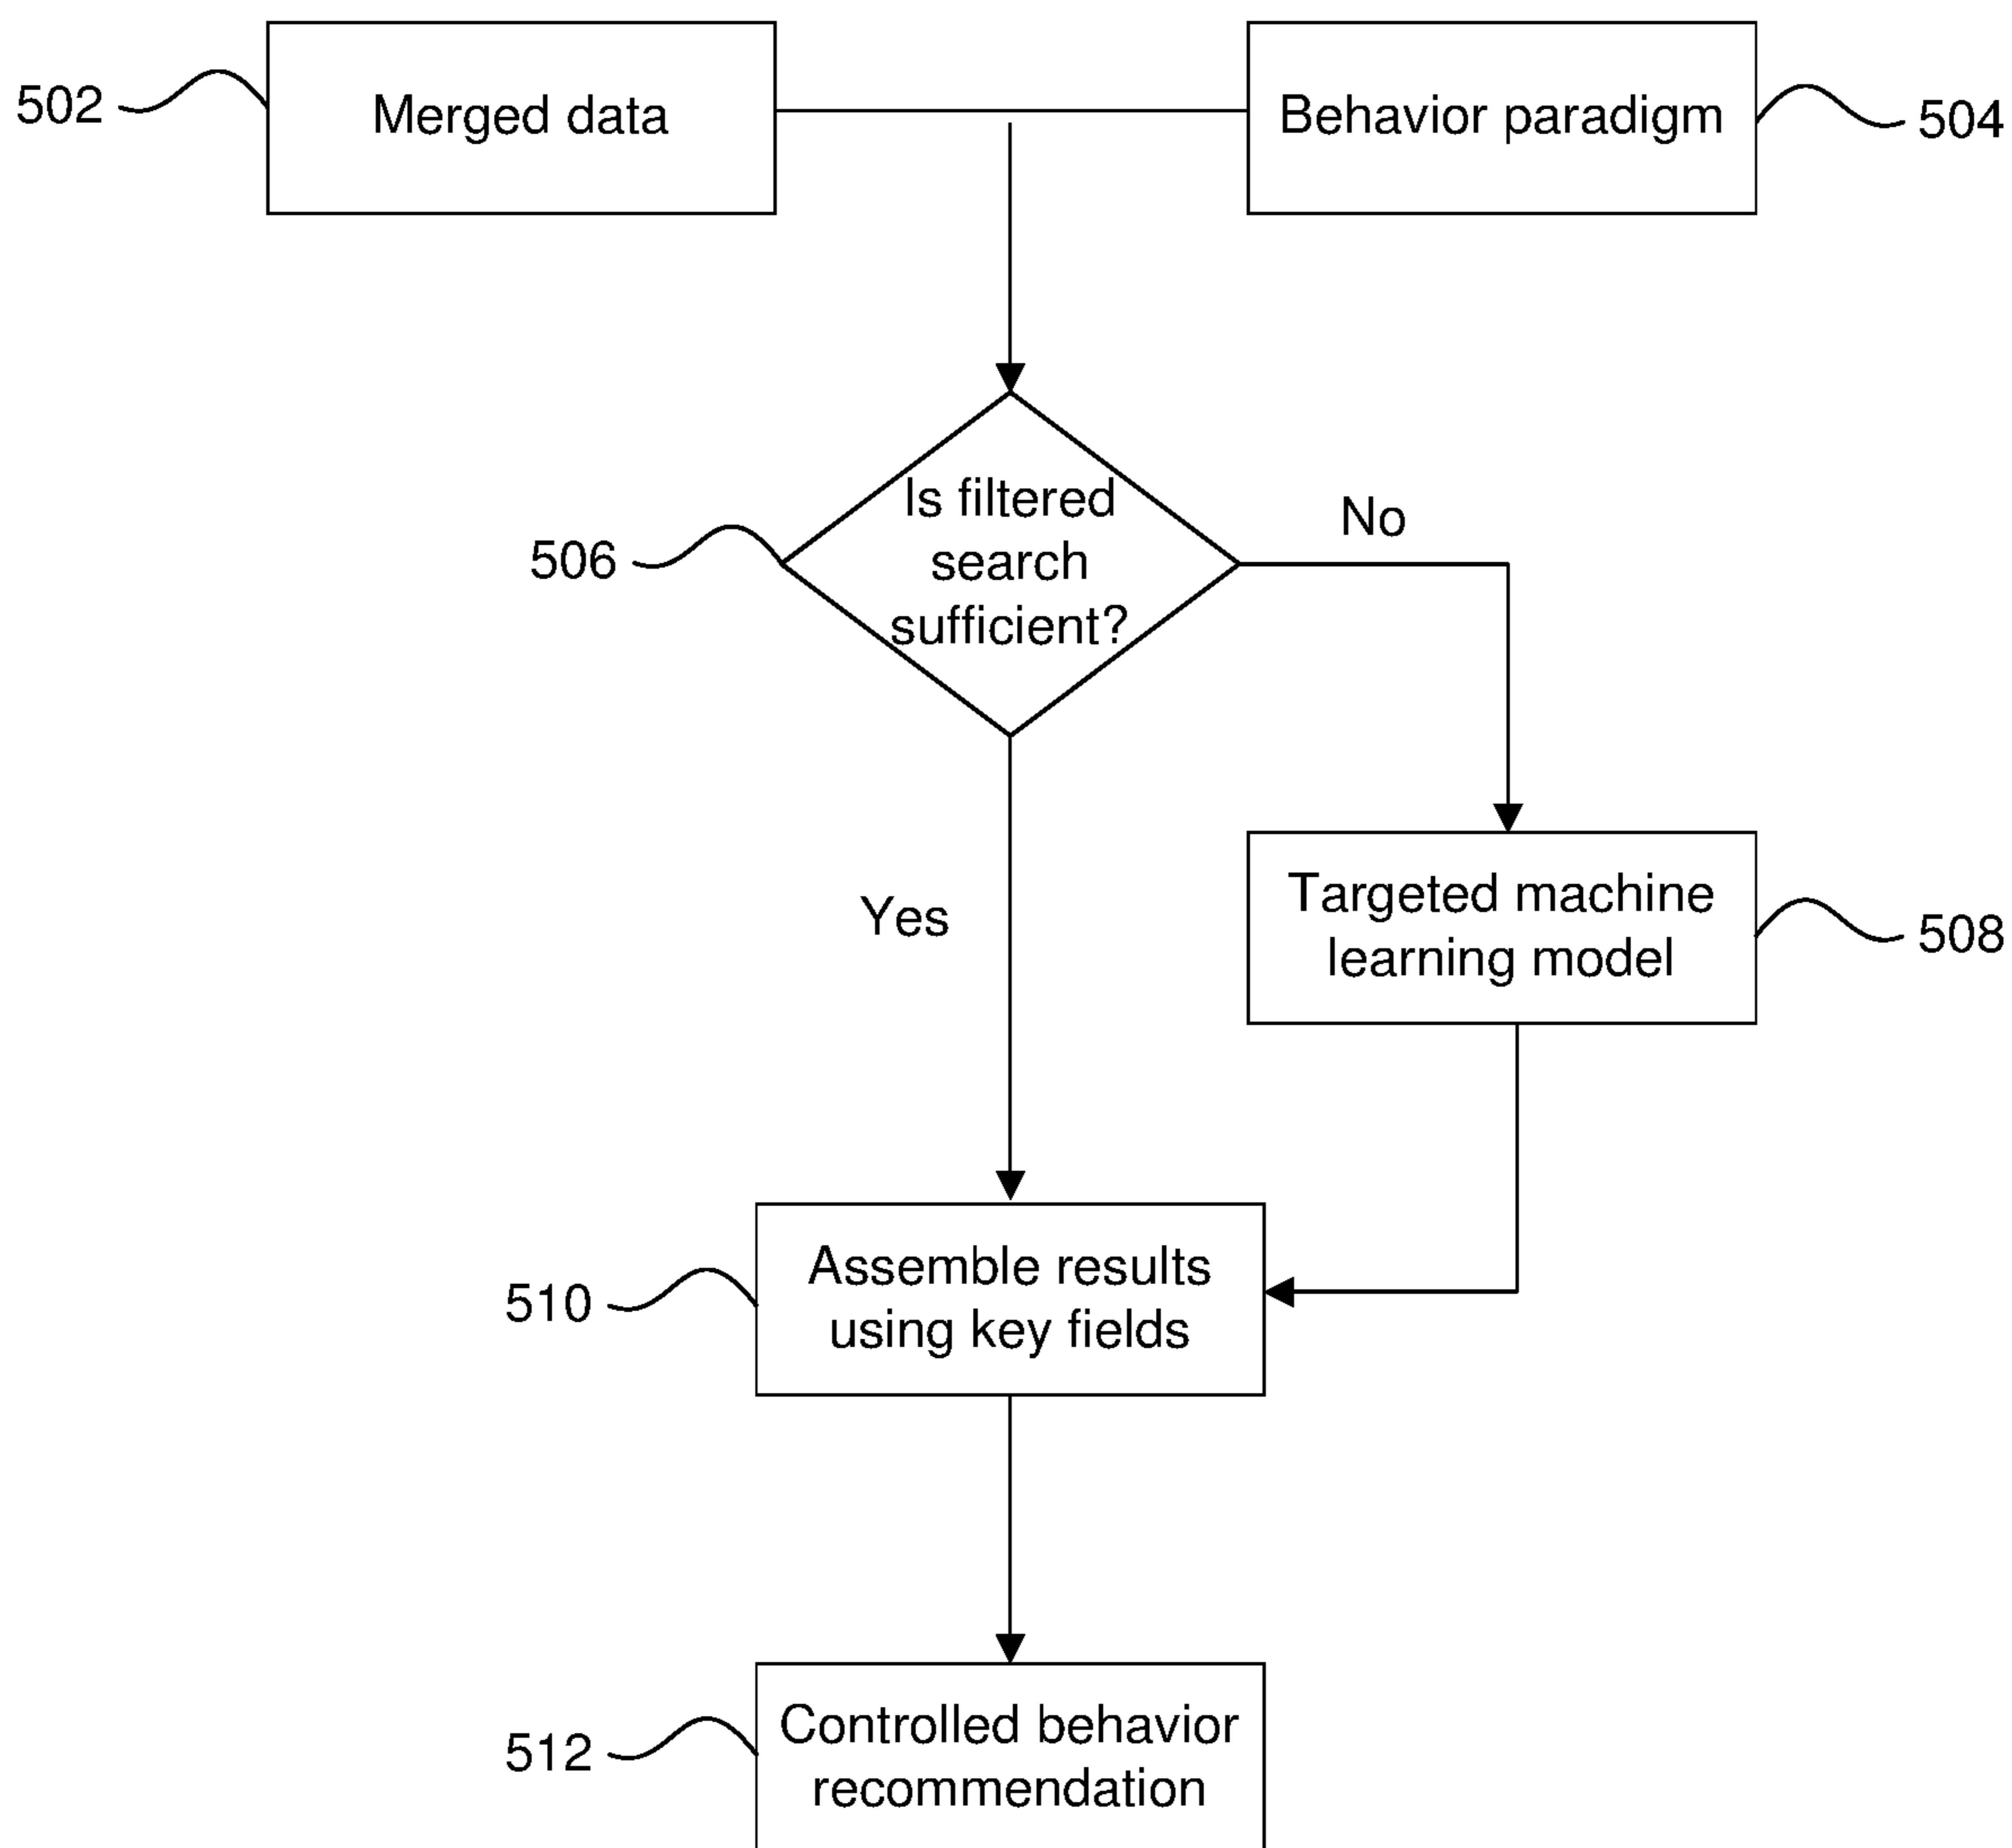 502
Merged data
Behavior paradigm
504
Is filtered
search
sufficient?
506
No
Yes
Targeted machine
learning model
508
Assemble results
using key fields
510
Controlled behavior
recommendation
512